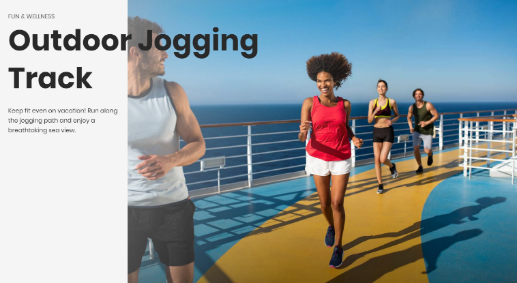 FUN & WELLNESS
Outdoor Jogging
Track
Keep fit even on vacation! Run along
the jogging path and enjoy a
breathtaking sea view.